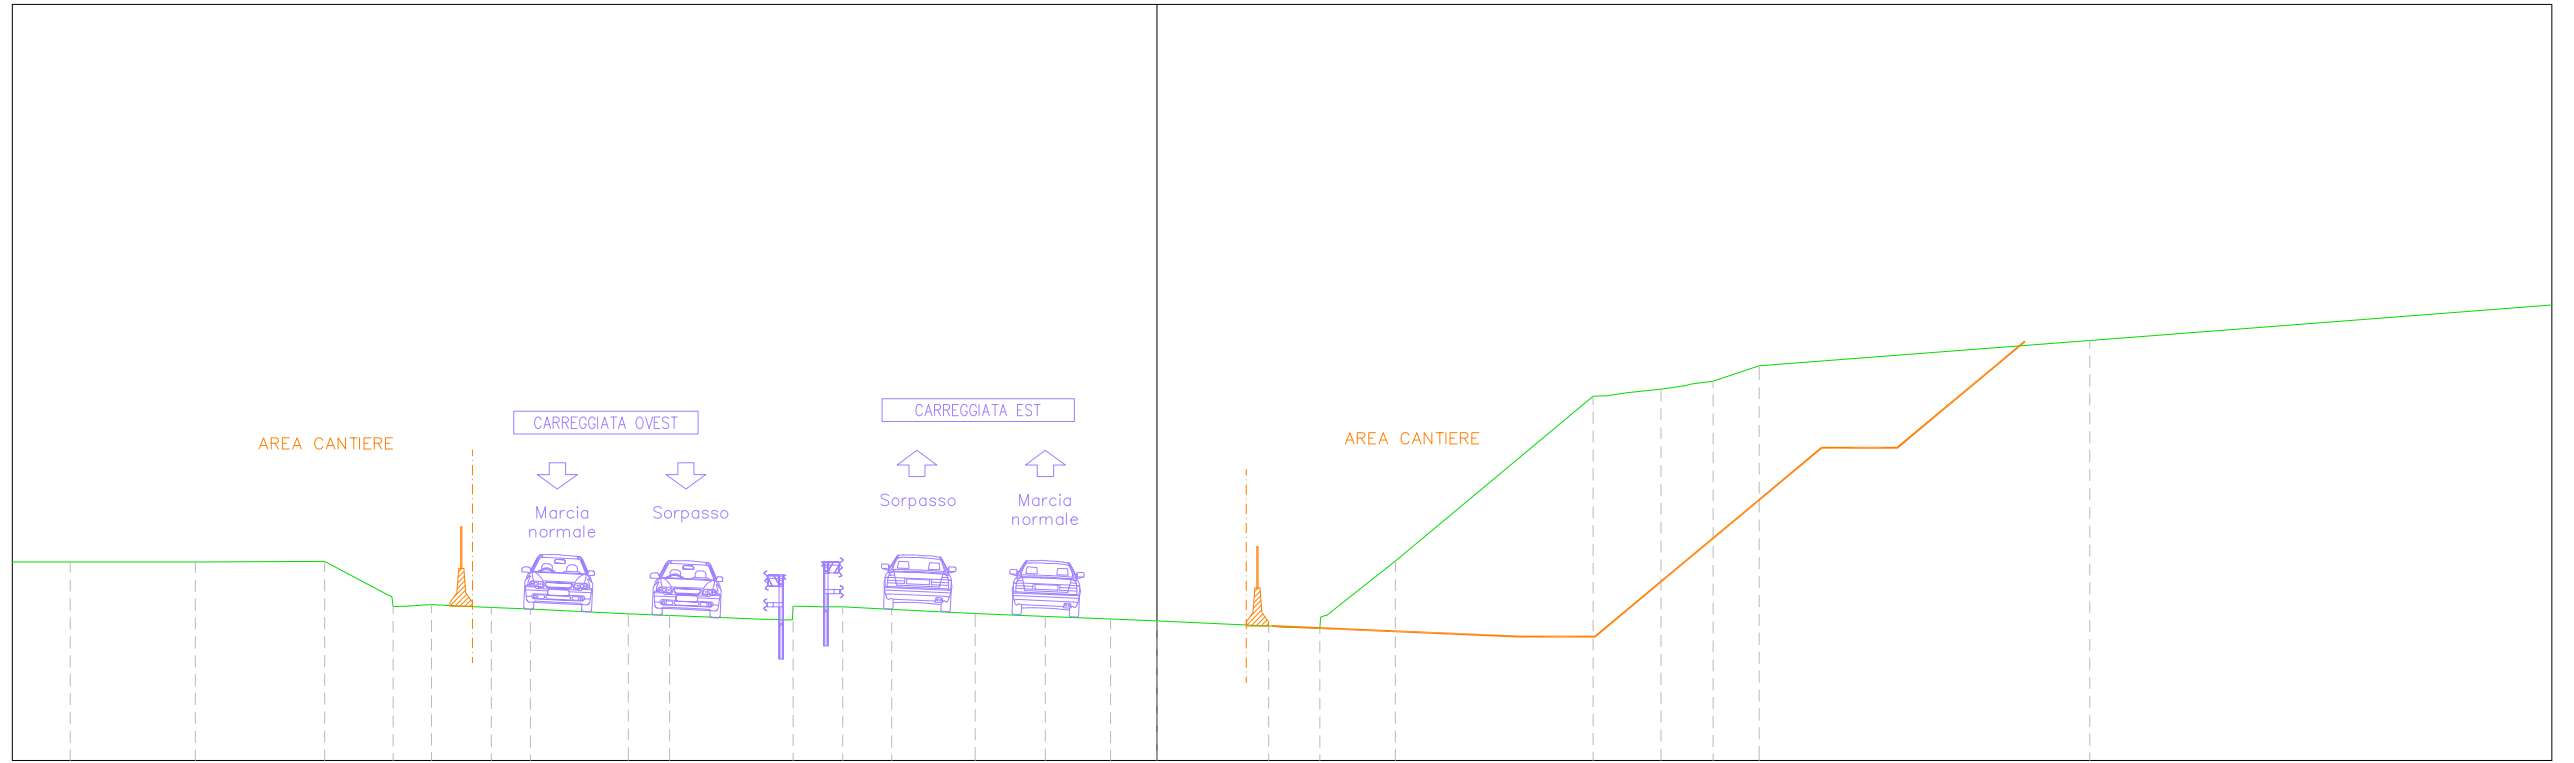 AREA CANTIERE
CARREGGIATA OVEST
Marcia
normale
Sorpasso
CARREGGIATA EST
Sorpasso
Marcia
normale
AREA CANTIERE